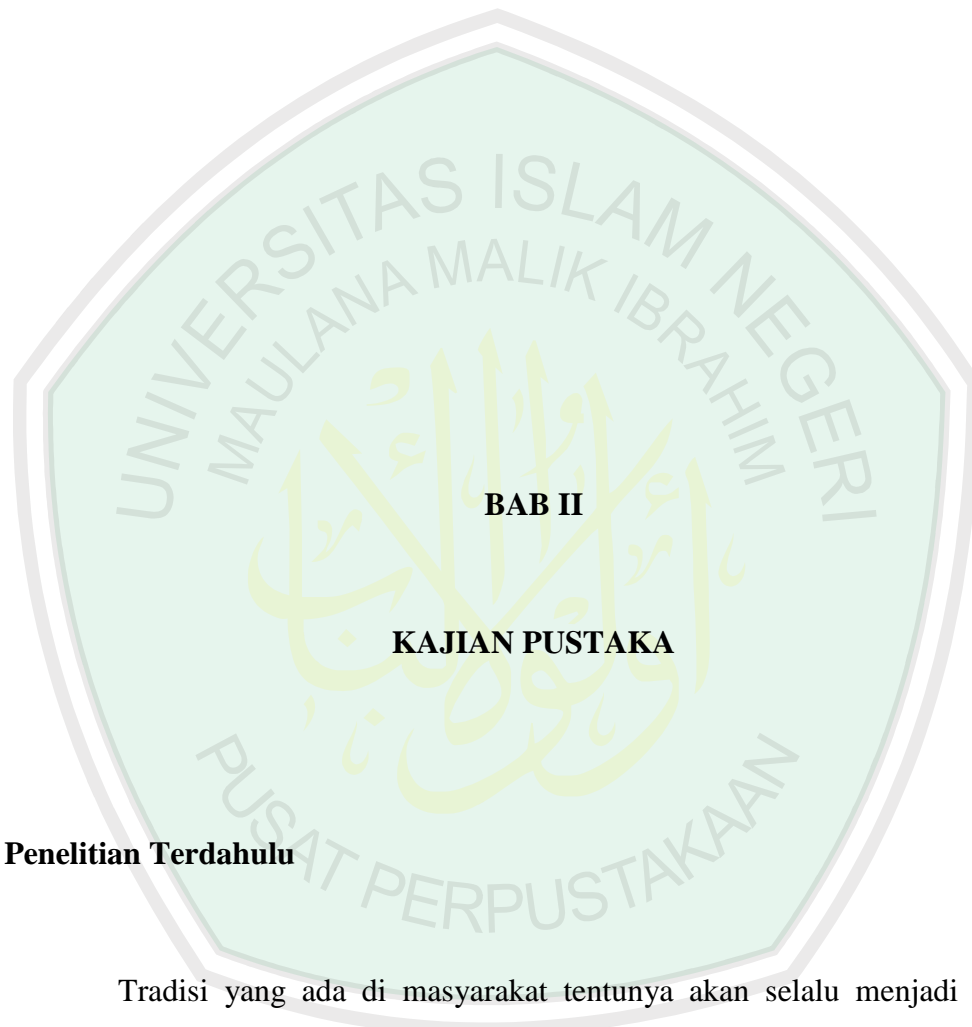 UNIVERSITAS ISLAM NEGERI
MAULANA MALIK IBRAHIM
BAB II
KAJIAN PUSTAKA
PUSAT PERPUSTAKAAN
Penelitian Terdahulu
Tradisi yang ada di masyarakat tentunya akan selalu menjadi